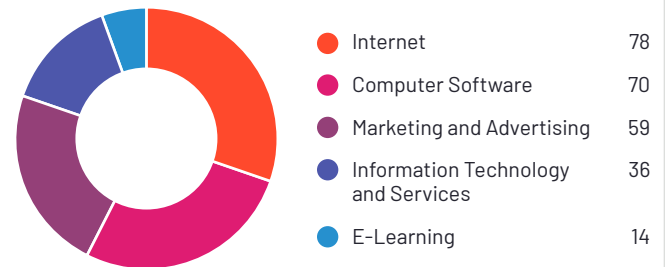 Internet 78
Computer Software 70
Marketing and Advertising 59
Information Technology 36
and Services
E-Learning 14